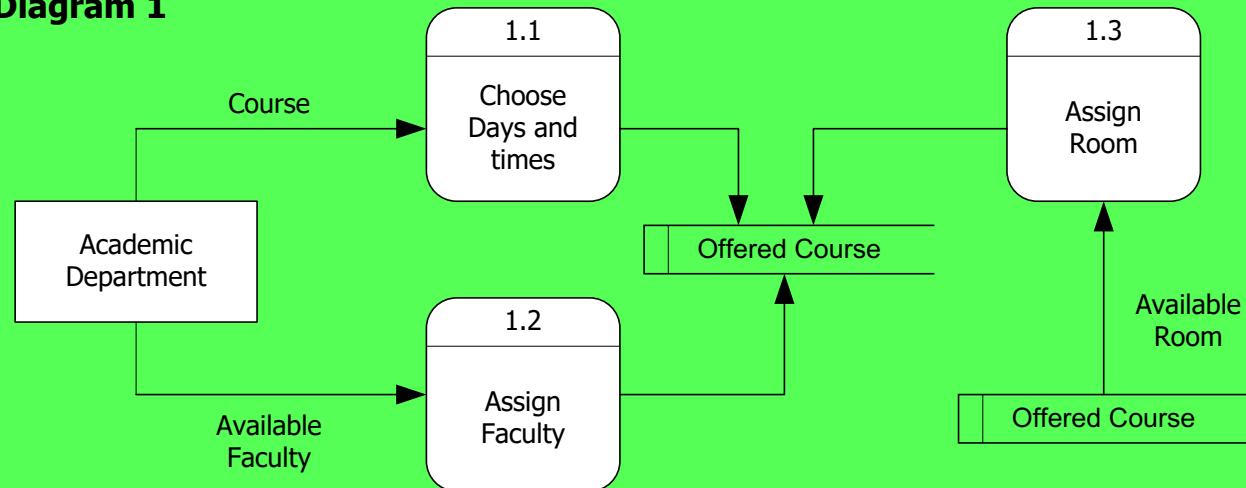 Diagram 1
1.1
Choose
Days and
times
Course
1.3
Assign
Room
Academic
Department
Offered Course
1.2
Assign
Faculty
Available
Faculty
Available
Room
Offered Course